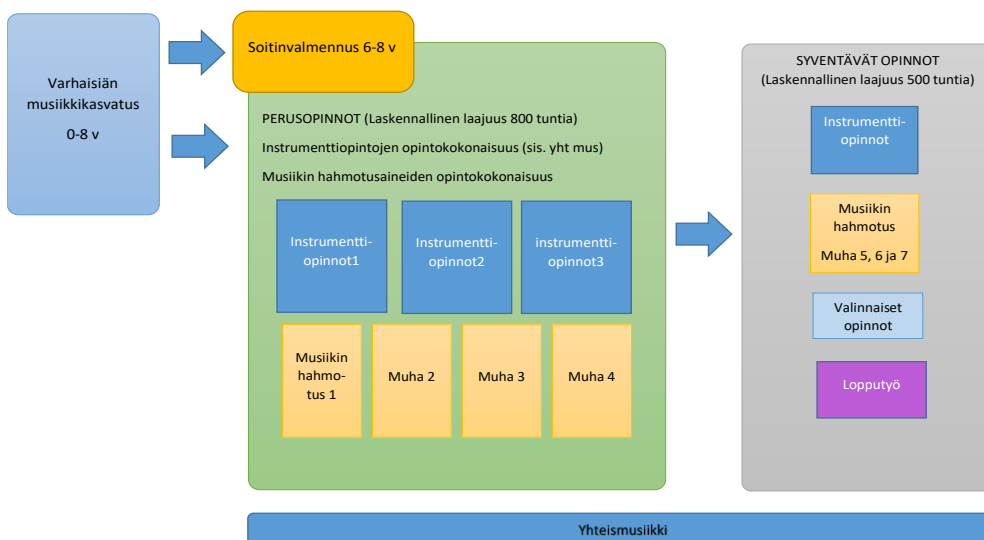 Varhaisiän
musiikkikasvatus
0-8 v
Soitinvalmennus 6-8 v
PERUSOPINNOT (Laskennallinen laajuus 800 tuntia)
Instrumenttiopintojen opintokokonaisuus (sis. yht mus)
Musiikin hahmotusaineiden opintokokonaisuus
Instrumentti-
opinnot1
Instrumentti-
opinnot2
instrumentti-
opinnot3
Musiikin
hahmo-
tus 1
Muha 2
Muha 3
Muha 4
SYVENTÄVÄT OPINNOT
(Laskennallinen laajuus 500 tuntia)
Instrumentti-
opinnot
Musiikin
hahmotus
Muha 5, 6 ja 7
Valinnaiset
opinnot
Lopputyö
Yhteismusiikki